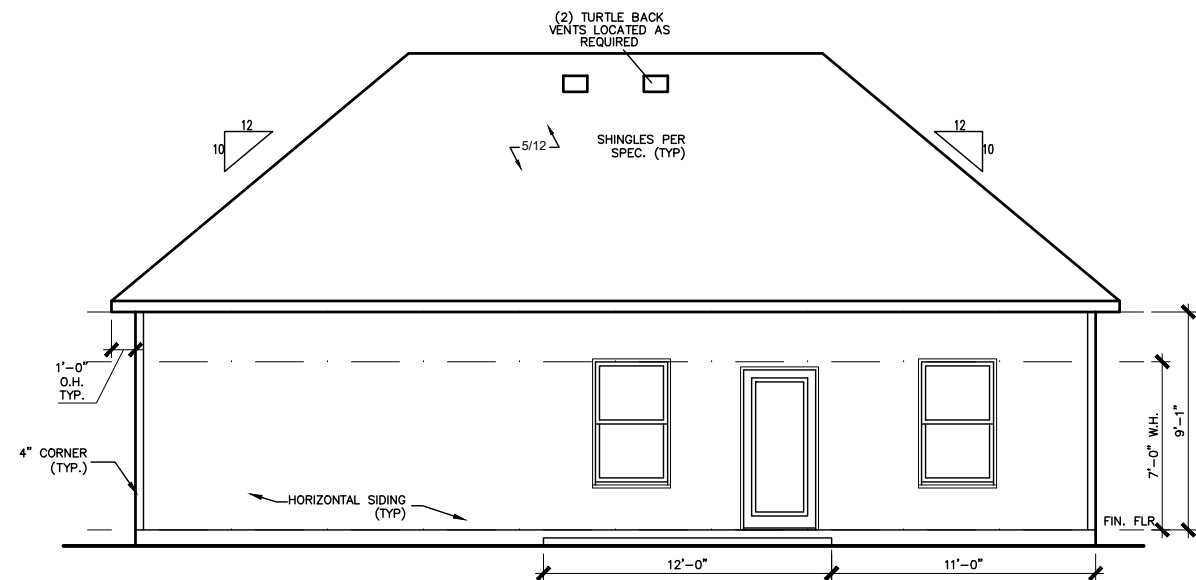 (2) TURTLE BACK
VENTS LOCATED AS
REQUIRED
12
10
5/12
SHINGLES PER
SPEC. (TYP)
12
10
1'-0"
O.H.
TYP.
4" CORNER
(TYP.)
HORIZONTAL SIDING
(TYP)
7'-0" W.H.
9'-1"
FIN. FLR
12'-0"
11'-0"